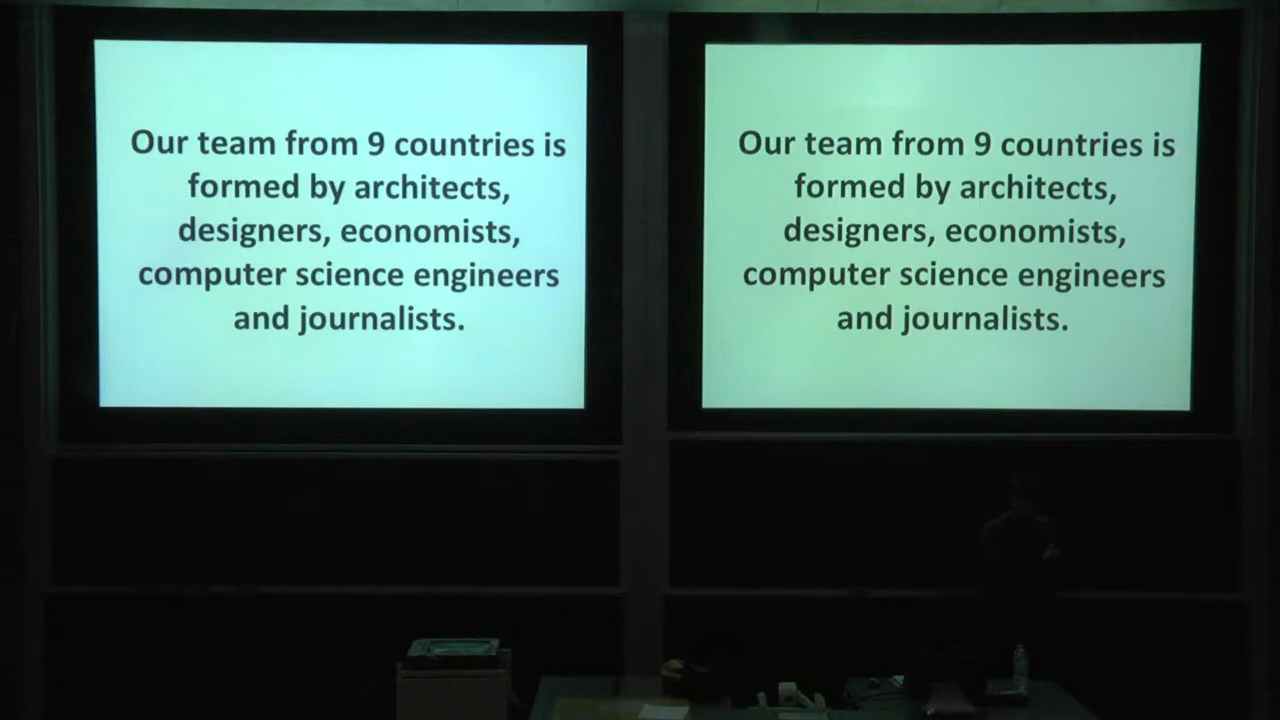 Our team from 9 countries is
formed by architects,
designers, economists,
computer science engineers
and journalists.
Our team from 9 countries is
formed by architects,
designers, economists,
computer science engineers
and journalists.